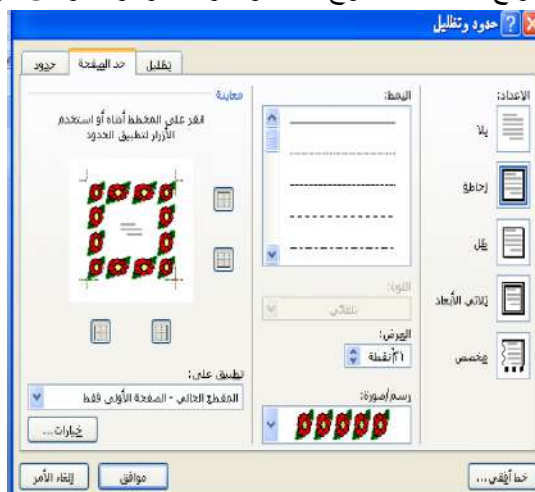 حدود وتظليل
حدود
حد الصفحة
تظليل
الإعداد:
بلا
إحاطة
ظل
ثلاثي الأبعاد
مخصص
النمط:
اللون:
تلقائي
العرض:
٣١ نقطة
رسم/صورة:
معاينة
انقر على المخطط أدناه أو استخدم
الأزرار لتطبيق الحدود
تطبيق على:
المقطع الحالي - الصفحة الأولى فقط
خيارات...
خط أفقي...
موافق
إلغاء الأمر